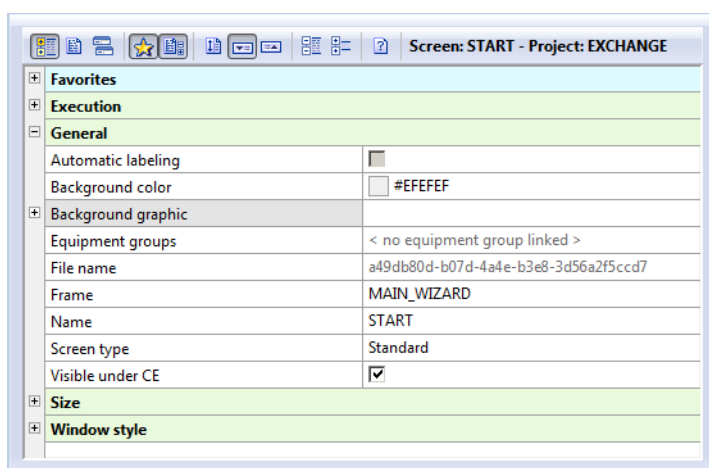 Screen: START - Project: EXCHANGE
Favorites
Execution
General
Automatic labeling
Background color #EFEFEF
Background graphic
Equipment groups < no equipment group linked >
File name a49db80d-b07d-4a4e-b3e8-3d56a2f5ccd7
Frame MAIN_WIZARD
Name START
Screen type Standard
Visible under CE
Size
Window style